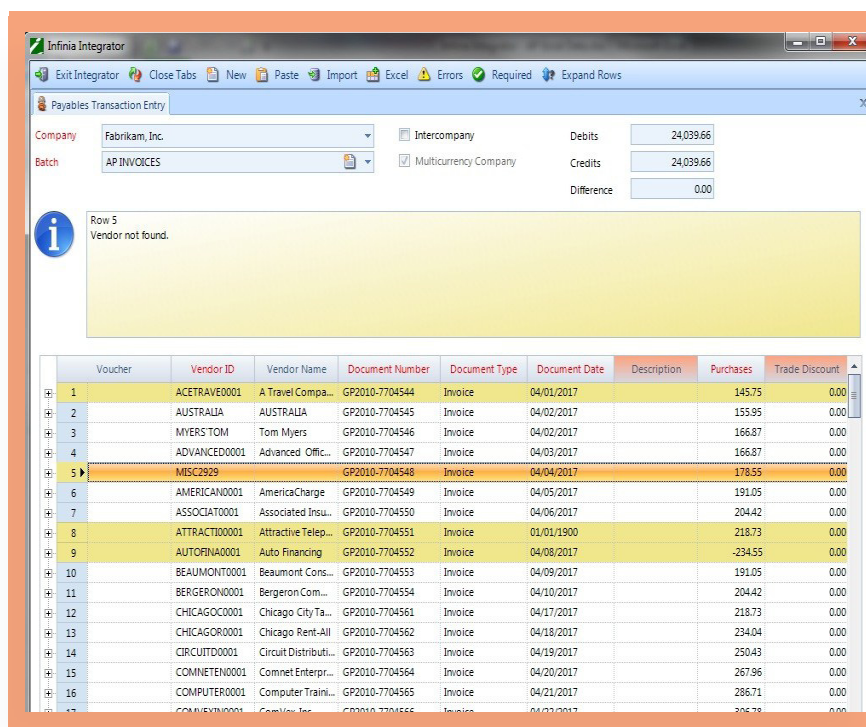 Infinia Integrator
Exit Integrator Close Tabs New Paste Import Excel Errors Required Expand Rows
Payables Transaction Entry
Company Fabrikam, Inc. Intercompany Debits 24,039.66
Batch AP INVOICES Multicurrency Company Credits 24,039.66
Difference 0.00
Row 5
Vendor not found.
Voucher Vendor ID Vendor Name Document Number Document Type Document Date Description Purchases Trade Discount
1 ACETRAVE0001 A Travel Compa... GP2010-7704544 Invoice 04/01/2017 145.75 0.00
2 AUSTRALIA AUSTRALIA GP2010-7704545 Invoice 04/02/2017 155.95 0.00
3 MYERS'TOM Tom Myers GP2010-7704546 Invoice 04/02/2017 166.87 0.00
4 ADVANCED0001 Advanced Offic... GP2010-7704547 Invoice 04/03/2017 166.87 0.00
5 MISC2929 GP2010-7704548 Invoice 04/04/2017 178.55 0.00
6 AMERICAN0001 AmericaCharge GP2010-7704549 Invoice 04/05/2017 191.05 0.00
7 ASSOCIAT0001 Associated Insu... GP2010-7704550 Invoice 04/06/2017 204.42 0.00
8 ATTRACTI00001 Attractive Telep... GP2010-7704551 Invoice 01/01/1900 218.73 0.00
9 AUTOFINA0001 Auto Financing GP2010-7704552 Invoice 04/08/2017 -234.55 0.00
10 BEAUMONT0001 Beaumont Cons... GP2010-7704553 Invoice 04/09/2017 191.05 0.00
11 BERGERON0001 Bergeron Com... GP2010-7704554 Invoice 04/10/2017 204.42 0.00
12 CHICAGOC0001 Chicago City Ta... GP2010-7704561 Invoice 04/17/2017 218.73 0.00
13 CHICAGOR0001 Chicago Rent-All GP2010-7704562 Invoice 04/18/2017 234.04 0.00
14 CIRCUITD0001 Circuit Distributi... GP2010-7704563 Invoice 04/19/2017 250.43 0.00
15 COMNETEN0001 Comnet Enterpr... GP2010-7704564 Invoice 04/20/2017 267.96 0.00
16 COMPUTER0001 Computer Traini... GP2010-7704565 Invoice 04/21/2017 286.71 0.00